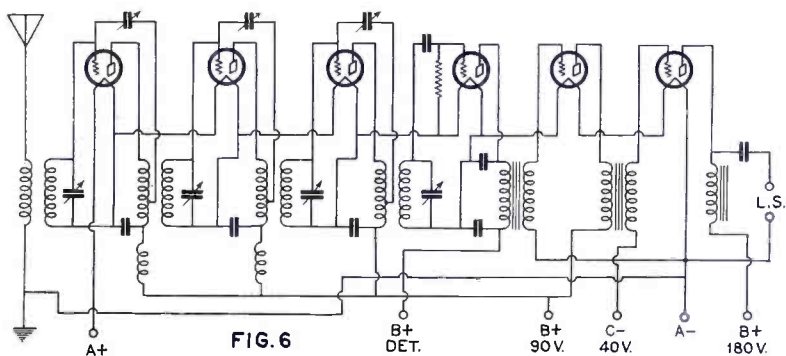 L.S.
A+
FIG. 6
B+
DET.
B+
90 V.
C-
40 V.
A-
B+
180 V.